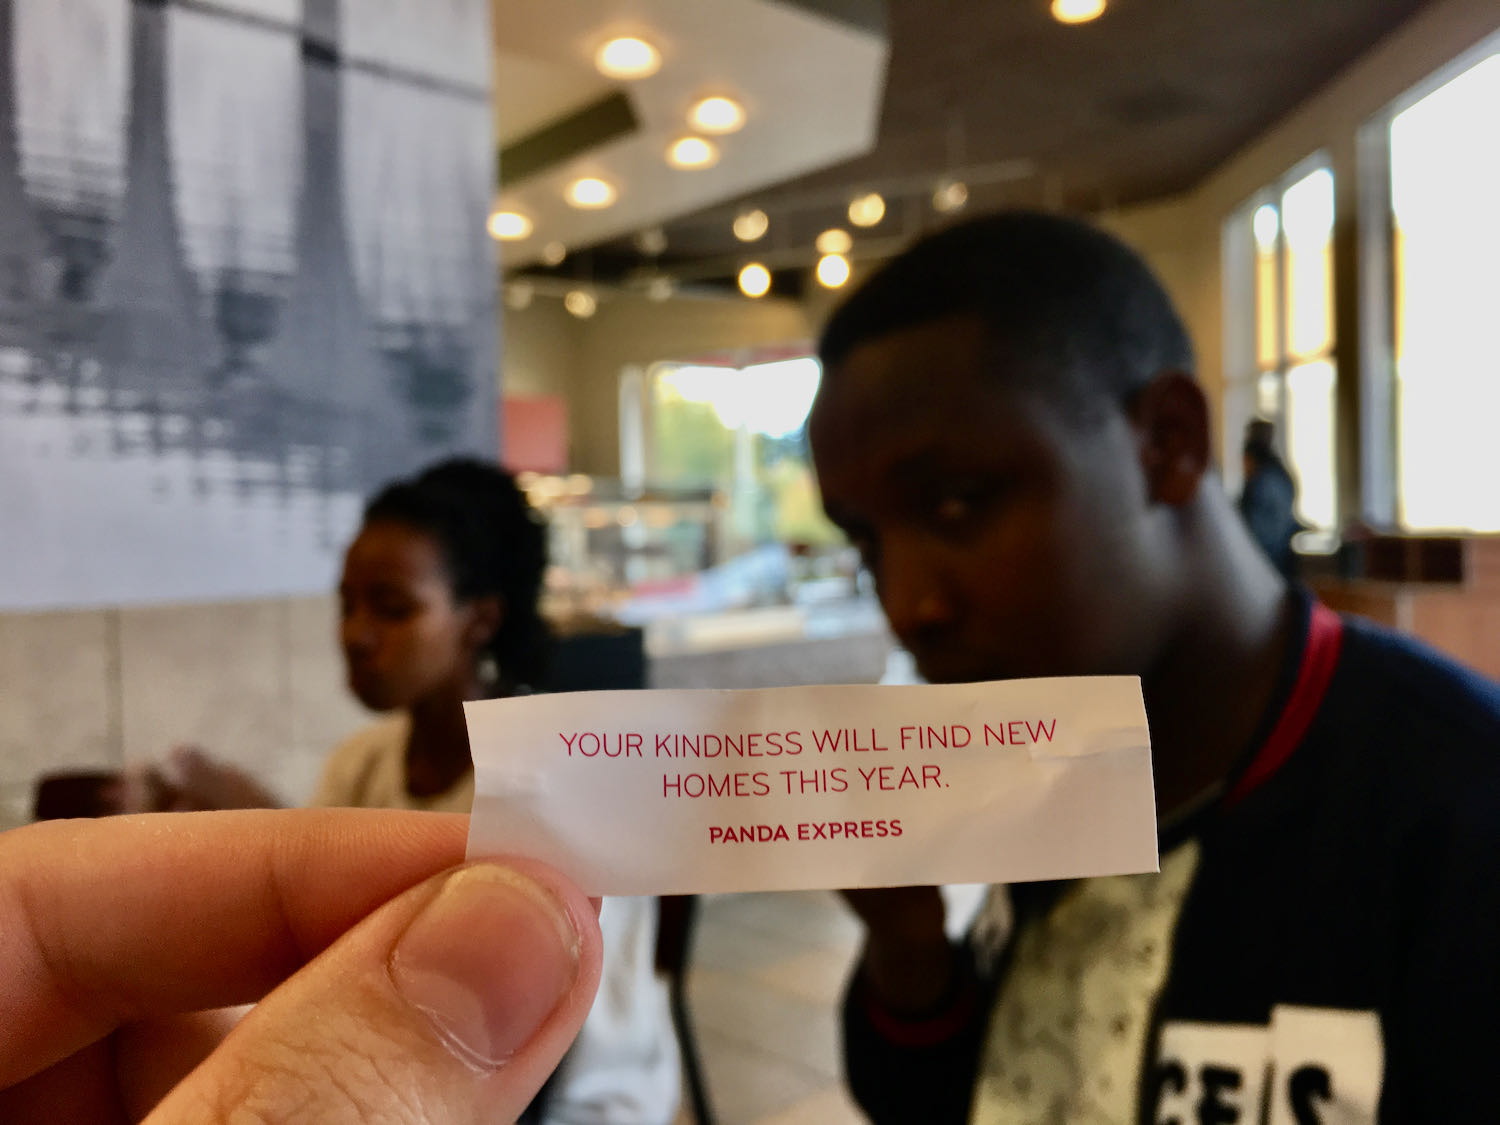 YOUR KINDNESS WILL FIND NEW
HOMES THIS YEAR.
PANDA EXPRESS